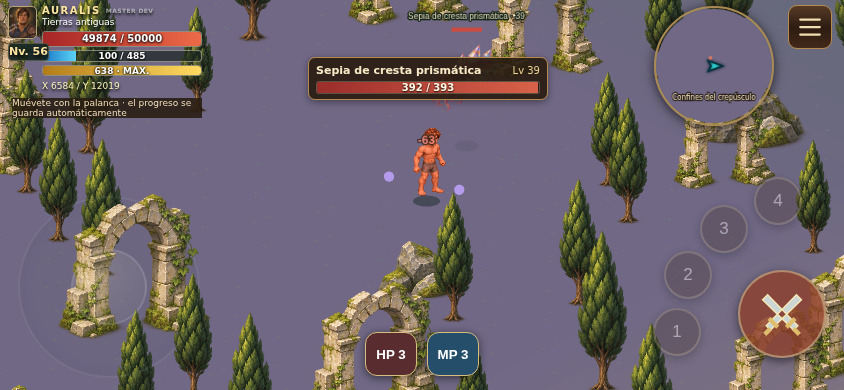 AURALIS MASTER DEV
Tierras antiguas
49874 / 50000
Nv. 56
100 / 485
638 · MÁX.
X 6584 / Y 12019
Muévete con la palanca · el progreso se
guarda automáticamente
Sepia de cresta prismática · 39
Sepia de cresta prismática Lv 39
392 / 393
-63
Confines del crepúsculo
4
3
2
1
HP 3
MP 3